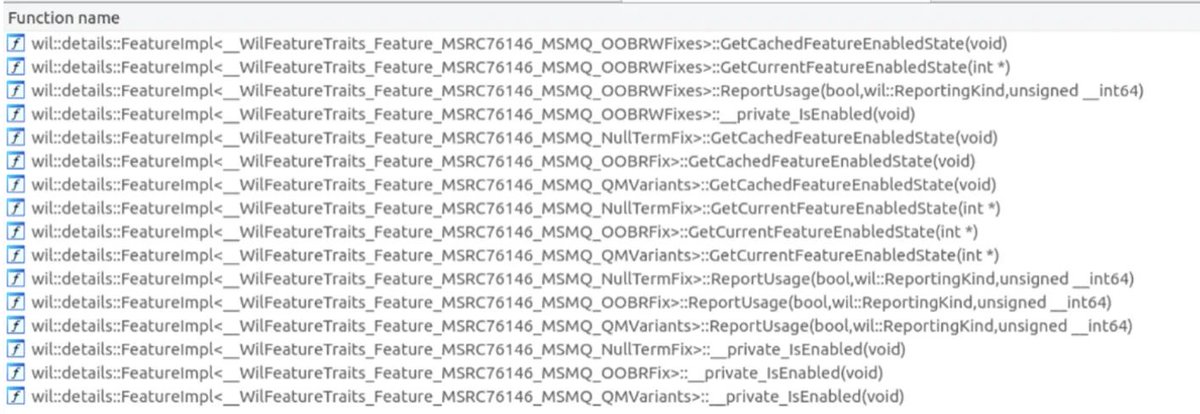 Function name
wil::details::FeatureImpl<__WilFeatureTraits_Feature_MSRC76146_MSMQ_OOBRWFixes>::GetCachedFeatureEnabledState(void)
wil::details::FeatureImpl<__WilFeatureTraits_Feature_MSRC76146_MSMQ_OOBRWFixes>::GetCurrentFeatureEnabledState(int *)
wil::details::FeatureImpl<__WilFeatureTraits_Feature_MSRC76146_MSMQ_OOBRWFixes>::ReportUsage(bool,wil::ReportingKind,unsigned __int64)
wil::details::FeatureImpl<__WilFeatureTraits_Feature_MSRC76146_MSMQ_OOBRWFixes>::__private_IsEnabled(void)
wil::details::FeatureImpl<__WilFeatureTraits_Feature_MSRC76146_MSMQ_NullTermFix>::GetCachedFeatureEnabledState(void)
wil::details::FeatureImpl<__WilFeatureTraits_Feature_MSRC76146_MSMQ_OOBRFix>::GetCachedFeatureEnabledState(void)
wil::details::FeatureImpl<__WilFeatureTraits_Feature_MSRC76146_MSMQ_QMVariants>::GetCachedFeatureEnabledState(void)
wil::details::FeatureImpl<__WilFeatureTraits_Feature_MSRC76146_MSMQ_NullTermFix>::GetCurrentFeatureEnabledState(int *)
wil::details::FeatureImpl<__WilFeatureTraits_Feature_MSRC76146_MSMQ_OOBRFix>::GetCurrentFeatureEnabledState(int *)
wil::details::FeatureImpl<__WilFeatureTraits_Feature_MSRC76146_MSMQ_QMVariants>::GetCurrentFeatureEnabledState(int *)
wil::details::FeatureImpl<__WilFeatureTraits_Feature_MSRC76146_MSMQ_NullTermFix>::ReportUsage(bool,wil::ReportingKind,unsigned __int64)
wil::details::FeatureImpl<__WilFeatureTraits_Feature_MSRC76146_MSMQ_OOBRFix>::ReportUsage(bool,wil::ReportingKind,unsigned __int64)
wil::details::FeatureImpl<__WilFeatureTraits_Feature_MSRC76146_MSMQ_QMVariants>::ReportUsage(bool,wil::ReportingKind,unsigned __int64)
wil::details::FeatureImpl<__WilFeatureTraits_Feature_MSRC76146_MSMQ_NullTermFix>::__private_IsEnabled(void)
wil::details::FeatureImpl<__WilFeatureTraits_Feature_MSRC76146_MSMQ_OOBRFix>::__private_IsEnabled(void)
wil::details::FeatureImpl<__WilFeatureTraits_Feature_MSRC76146_MSMQ_QMVariants>::__private_IsEnabled(void)